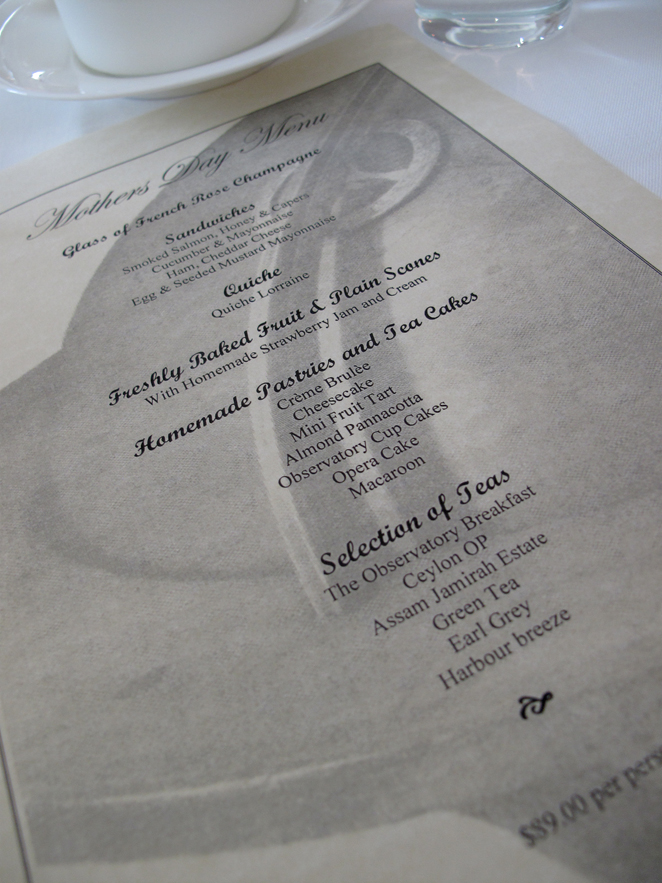 Mothers Day Menu
Glass of French Rose Champagne
Sandwiches
Smoked Salmon, Honey & Capers
Cucumber & Mayonnaise
Ham, Cheddar Cheese
Egg & Seeded Mustard Mayonnaise
Quiche
Quiche Lorraine
Freshly Baked Fruit & Plain Scones
With Homemade Strawberry Jam and Cream
Homemade Pastries and Tea Cakes
Crème Brulèe
Cheesecake
Mini Fruit Tart
Almond Pannacotta
Observatory Cup Cakes
Opera Cake
Macaroon
Selection of Teas
The Observatory Breakfast
Ceylon OP
Assam Jamirah Estate
Green Tea
Earl Grey
Harbour breeze
$89.00 per pers